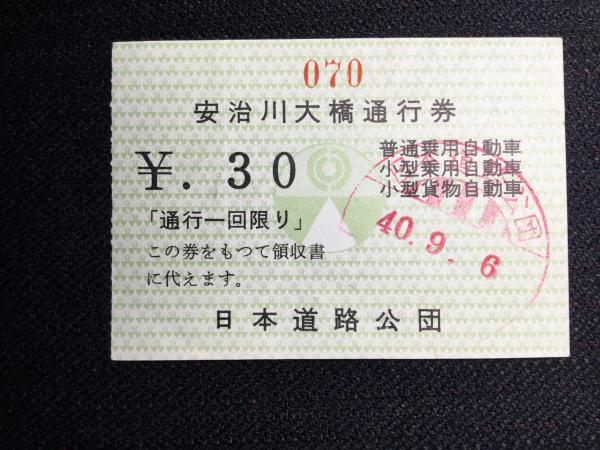 070
安治川大橋通行券
¥.30
普通乗用自動車
小型乗用自動車
小型貨物自動車
「通行一回限り」
この券をもつて領収書
に代えます。
40.9.6
公団
日本道路公団